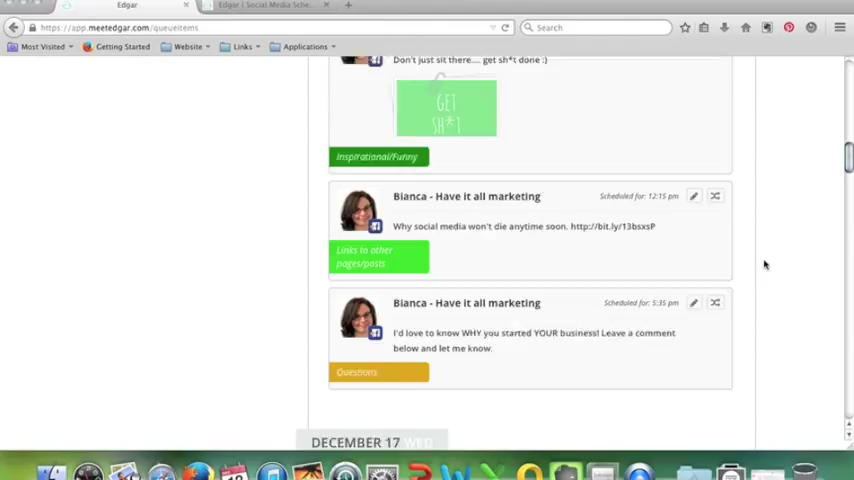 Edgar
Edgar | Social Media Sche...
https://app.meetedgar.com/queueitems
Search
Most Visited
Getting Started
Website
Links
Applications
Don't just sit there.... get sh*t done :)
GET
SH*T
Inspirational/Funny
Bianca - Have it all marketing
Scheduled for: 12:15 pm
Why social media won't die anytime soon. http://bit.ly/13bsxsP
Links to other
pages/posts
Bianca - Have it all marketing
Scheduled for: 5:35 pm
I'd love to know WHY you started YOUR business! Leave a comment
below and let me know.
Questions
DECEMBER 17 WED